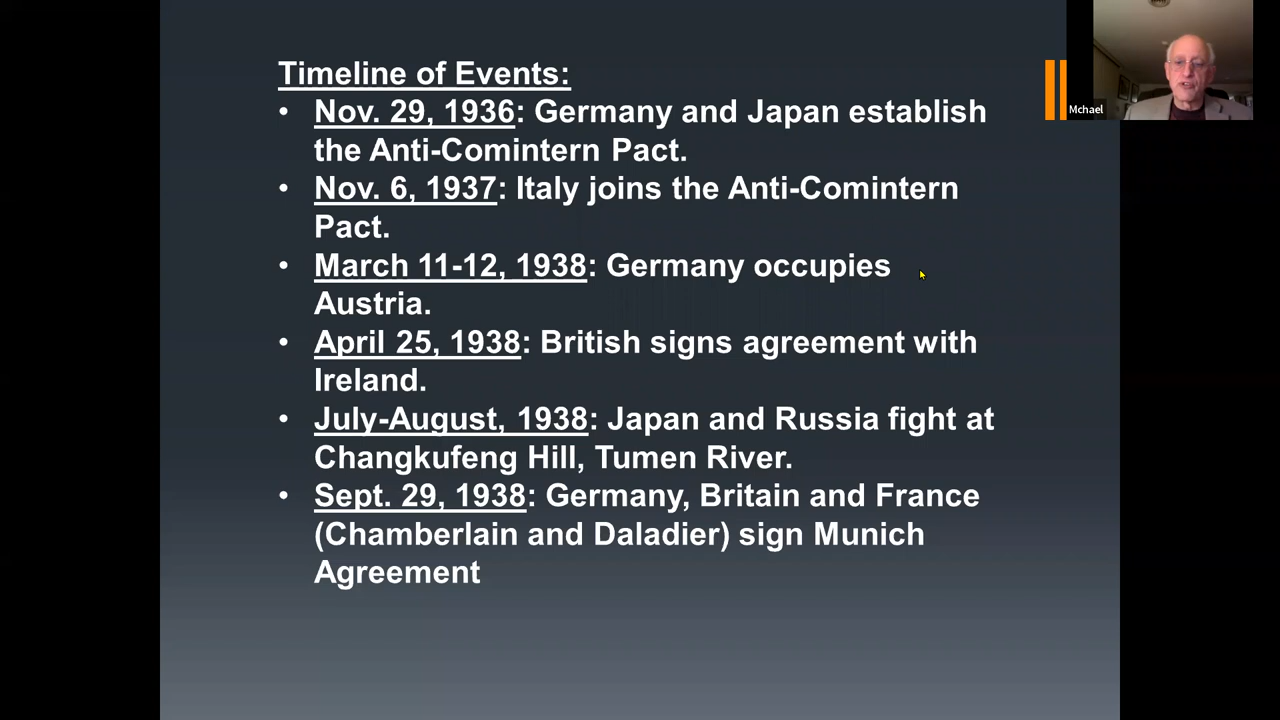 Timeline of Events:
• Nov. 29, 1936: Germany and Japan establish
the Anti-Comintern Pact.
• Nov. 6, 1937: Italy joins the Anti-Comintern
Pact.
• March 11-12, 1938: Germany occupies
Austria.
• April 25, 1938: British signs agreement with
Ireland.
• July-August, 1938: Japan and Russia fight at
Changkufeng Hill, Tumen River.
• Sept. 29, 1938: Germany, Britain and France
(Chamberlain and Daladier) sign Munich
Agreement
Mchael